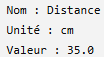 Nom : Distance
Unité : cm
Valeur : 35.0